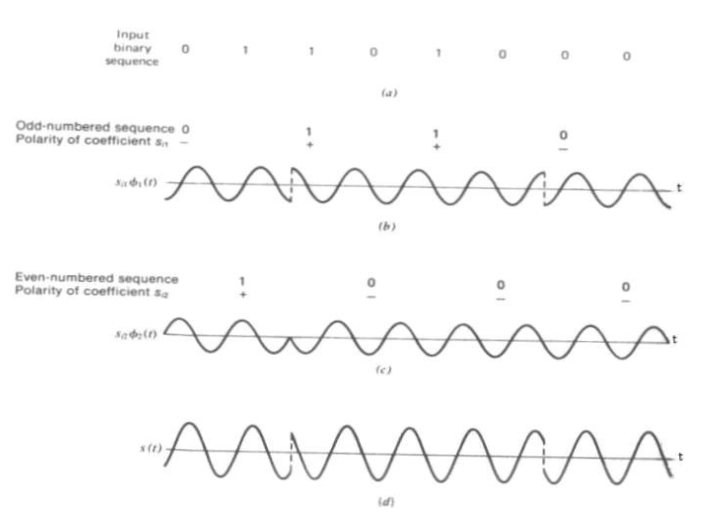 Input
binary
sequence
0 1 1 0 1 0 0 0
(a)
Odd-numbered sequence 0 1 1 0
Polarity of coefficient sᵢ₁ − + + −
sᵢ₁ϕ₁(t)
t
(b)
Even-numbered sequence 1 0 0 0
Polarity of coefficient sᵢ₂ + − − −
sᵢ₂ϕ₂(t)
t
(c)
s(t)
t
(d)